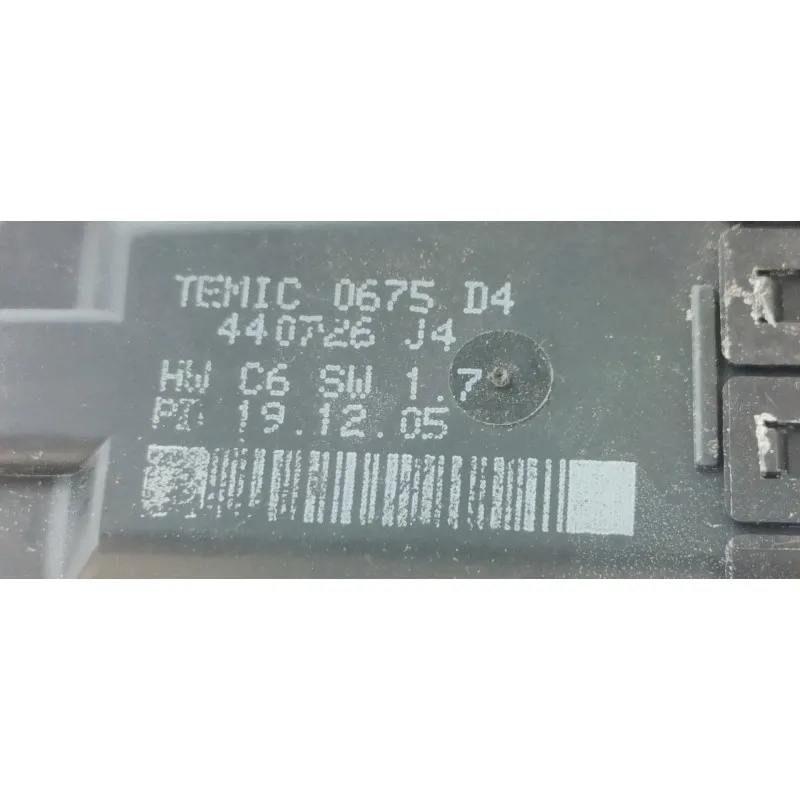 TEMIC 0675 D4
440726 J4
HW C6 SW 1.7
PD 19.12.05